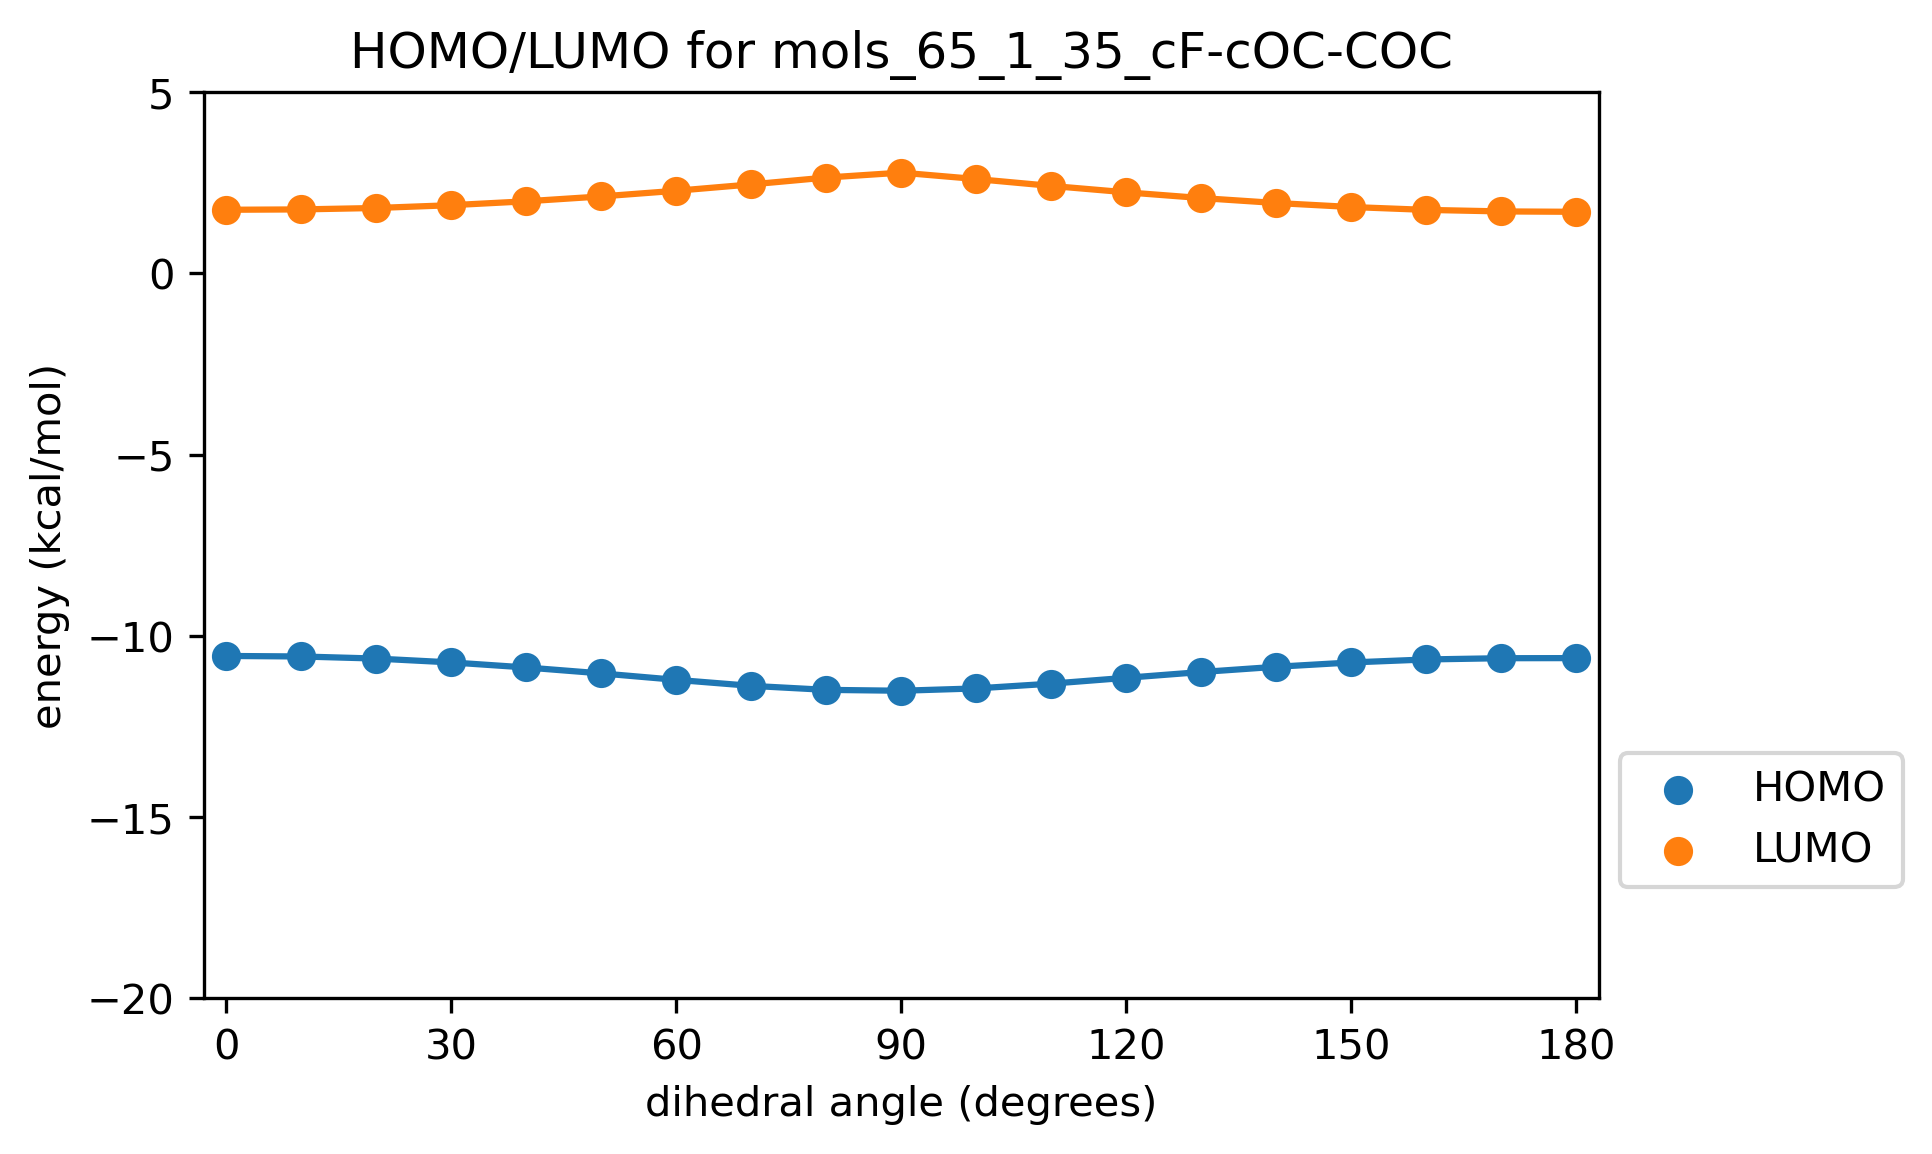 HOMO/LUMO for mols_65_1_35_cF-cOC-COC
5
0
−5
−10
−15
−20
energy (kcal/mol)
0 30 60 90 120 150 180
dihedral angle (degrees)
HOMO
LUMO